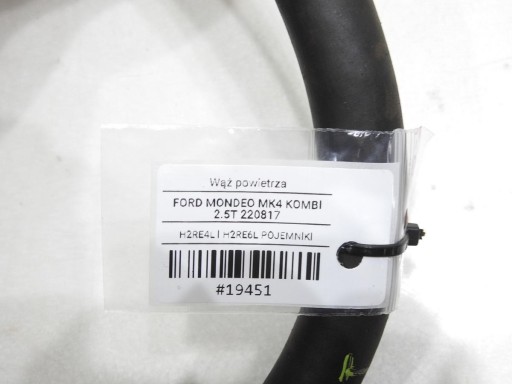 Wąż powietrza
FORD MONDEO MK4 KOMBI
2.5T 220817
H2RE4L i H2RE6L POJEMNIKI
#19451